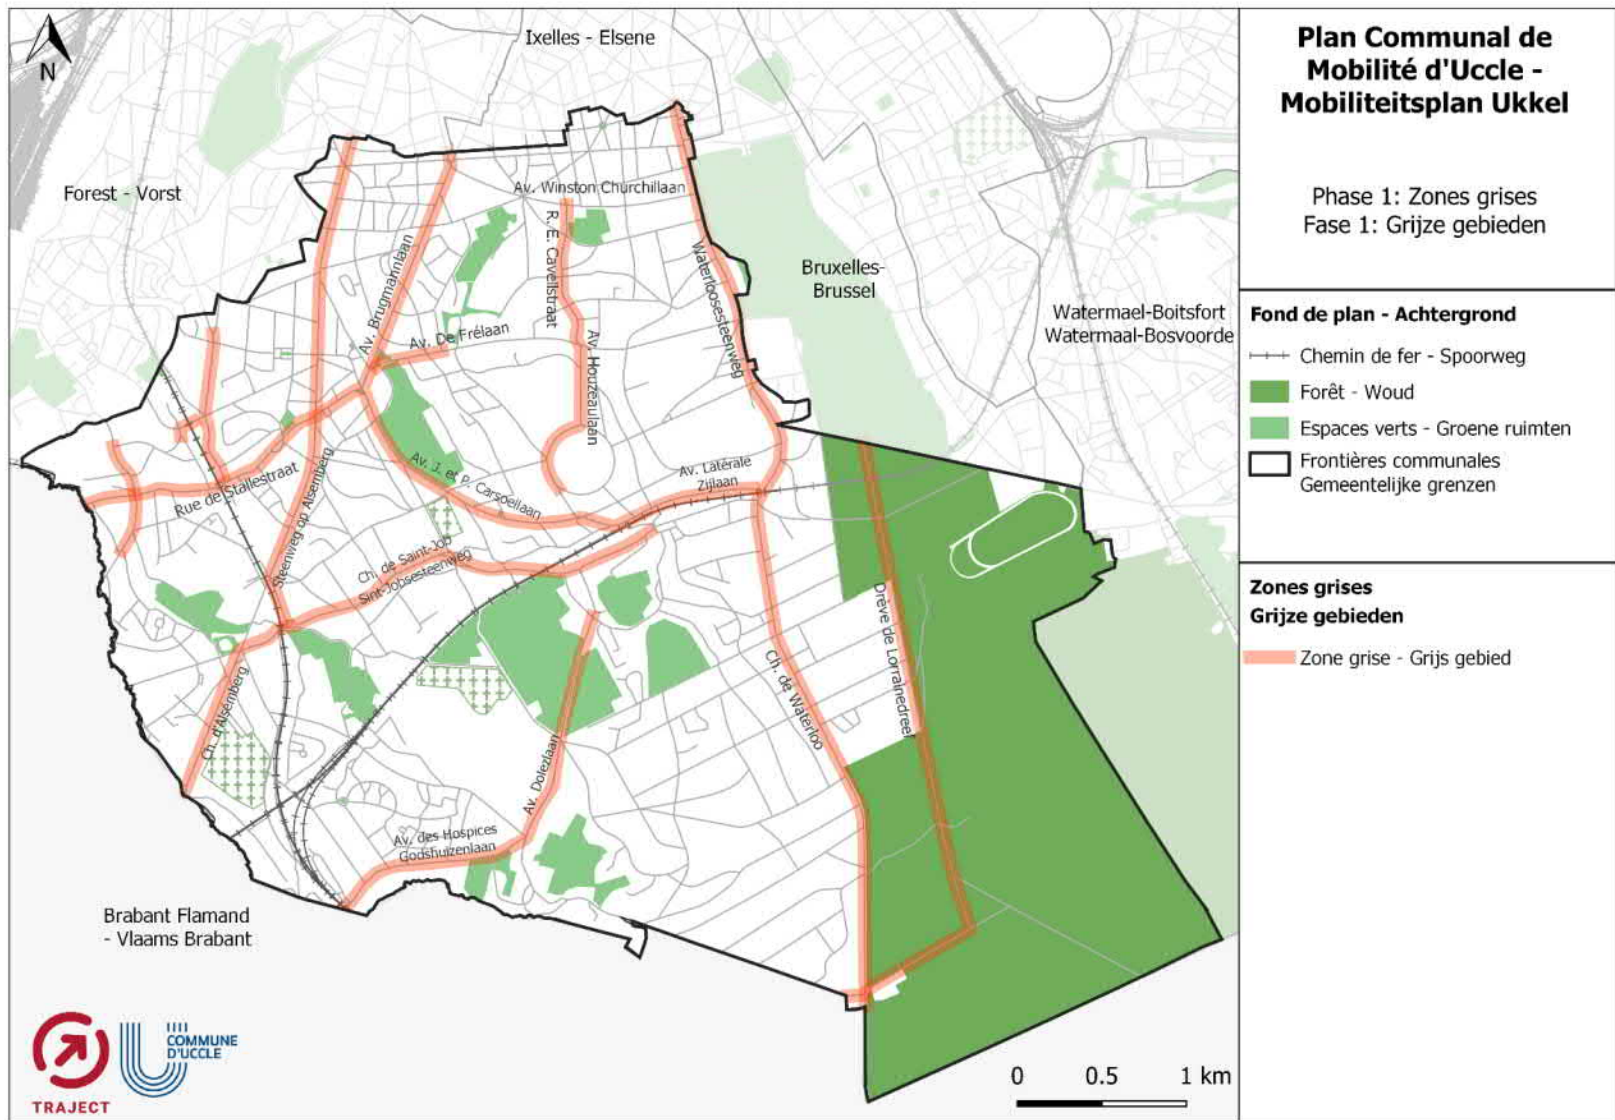 Plan Communal de
Mobilité d'Uccle -
Mobiliteitsplan Ukkel
Phase 1: Zones grises
Fase 1: Grijze gebieden
Fond de plan - Achtergrond
Chemin de fer - Spoorweg
Forêt - Woud
Espaces verts - Groene ruimten
Frontières communales
Gemeentelijke grenzen
Zones grises
Grijze gebieden
Zone grise - Grijs gebied
N
Ixelles - Elsene
Forest - Vorst
Av. Winston Churchillaan
R. E. Cavellstraat
Av. Brugmannlaan
Waterloosesteenweg
Bruxelles-
Brussel
Watermael-Boitsfort
Watermaal-Bosvoorde
Av. De Frélaan
Av. Houzeaulaan
Rue de Stallestraat
Steenweg op Alsemberg
Av. J. et P. Carsoellaan
Av. Latérale
Zijlaan
Ch. de Saint-Job
Sint-Jobsesteenweg
Drève de Lorrainedreef
Ch. d'Alsemberg
Ch. de Waterloo
Av. Dolezlaan
Av. des Hospices
Godshuizenlaan
Brabant Flamand
- Vlaams Brabant
TRAJECT
COMMUNE
D'UCCLE
0 0.5 1 km